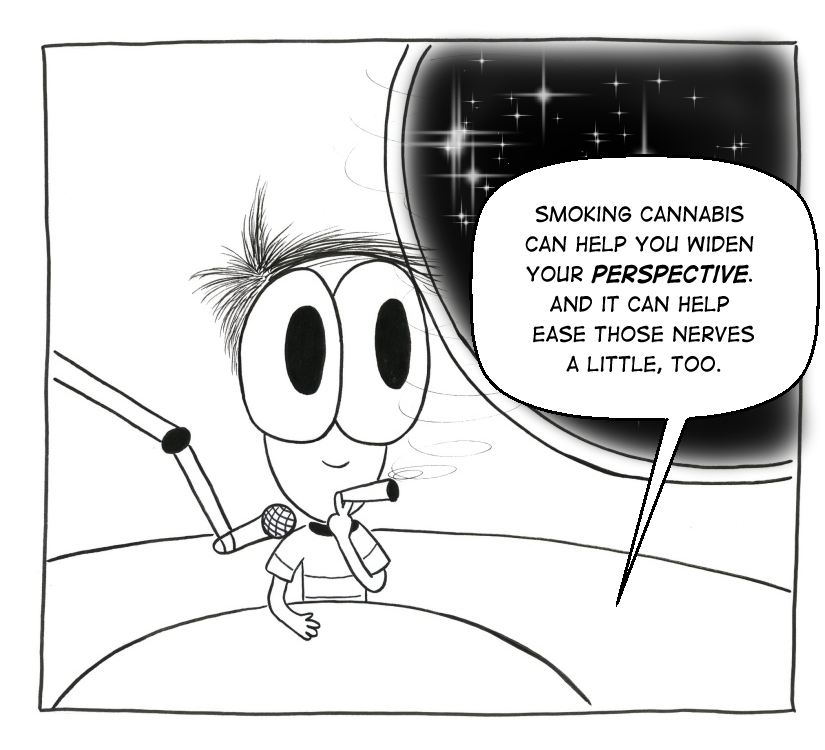 SMOKING CANNABIS
CAN HELP YOU WIDEN
YOUR PERSPECTIVE.
AND IT CAN HELP
EASE THOSE NERVES
A LITTLE, TOO.